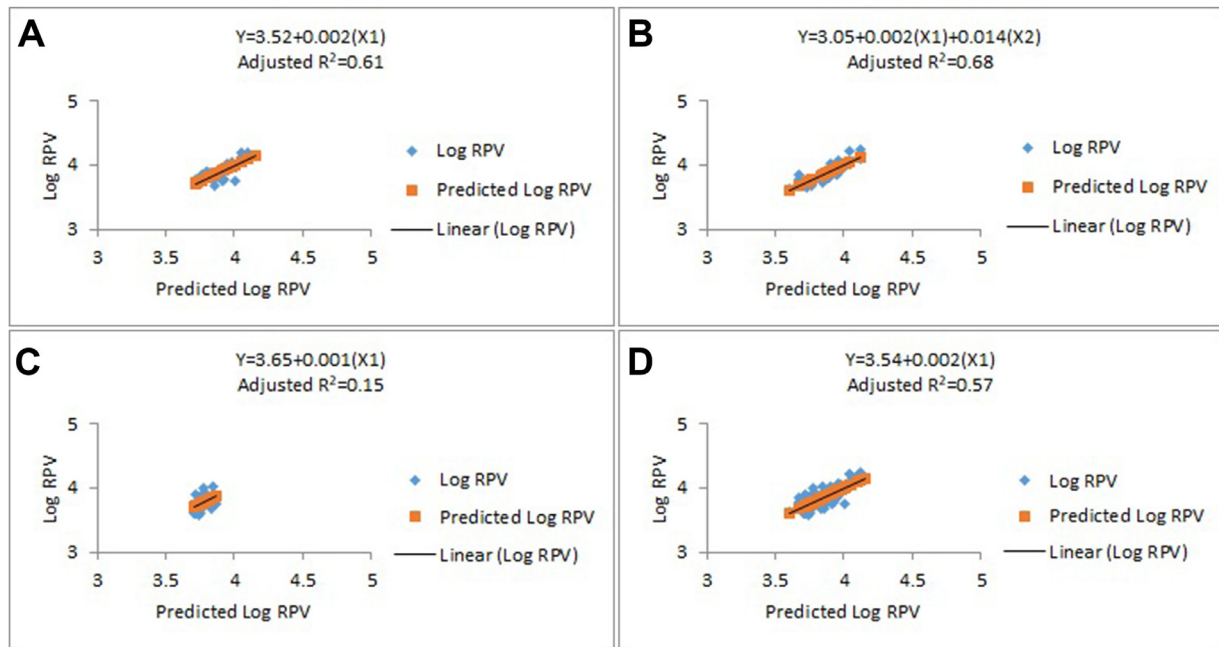 A
Y=3.52+0.002(X1)
Adjusted R²=0.61
5
4
3
Log RPV
3 3.5 4 4.5 5
Predicted Log RPV
Log RPV
Predicted Log RPV
Linear (Log RPV)
B
Y=3.05+0.002(X1)+0.014(X2)
Adjusted R²=0.68
5
4
3
Log RPV
3 3.5 4 4.5 5
Predicted Log RPV
Log RPV
Predicted Log RPV
Linear (Log RPV)
C
Y=3.65+0.001(X1)
Adjusted R²=0.15
5
4
3
Log RPV
3 3.5 4 4.5 5
Predicted Log RPV
Log RPV
Predicted Log RPV
Linear (Log RPV)
D
Y=3.54+0.002(X1)
Adjusted R²=0.57
5
4
3
Log RPV
3 3.5 4 4.5 5
Predicted Log RPV
Log RPV
Predicted Log RPV
Linear (Log RPV)